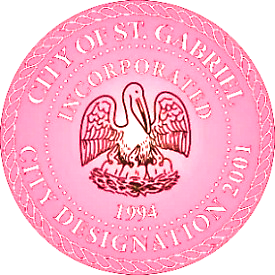 CITY OF ST. GABRIEL
INCORPORATED
1994
CITY DESIGNATION 2001